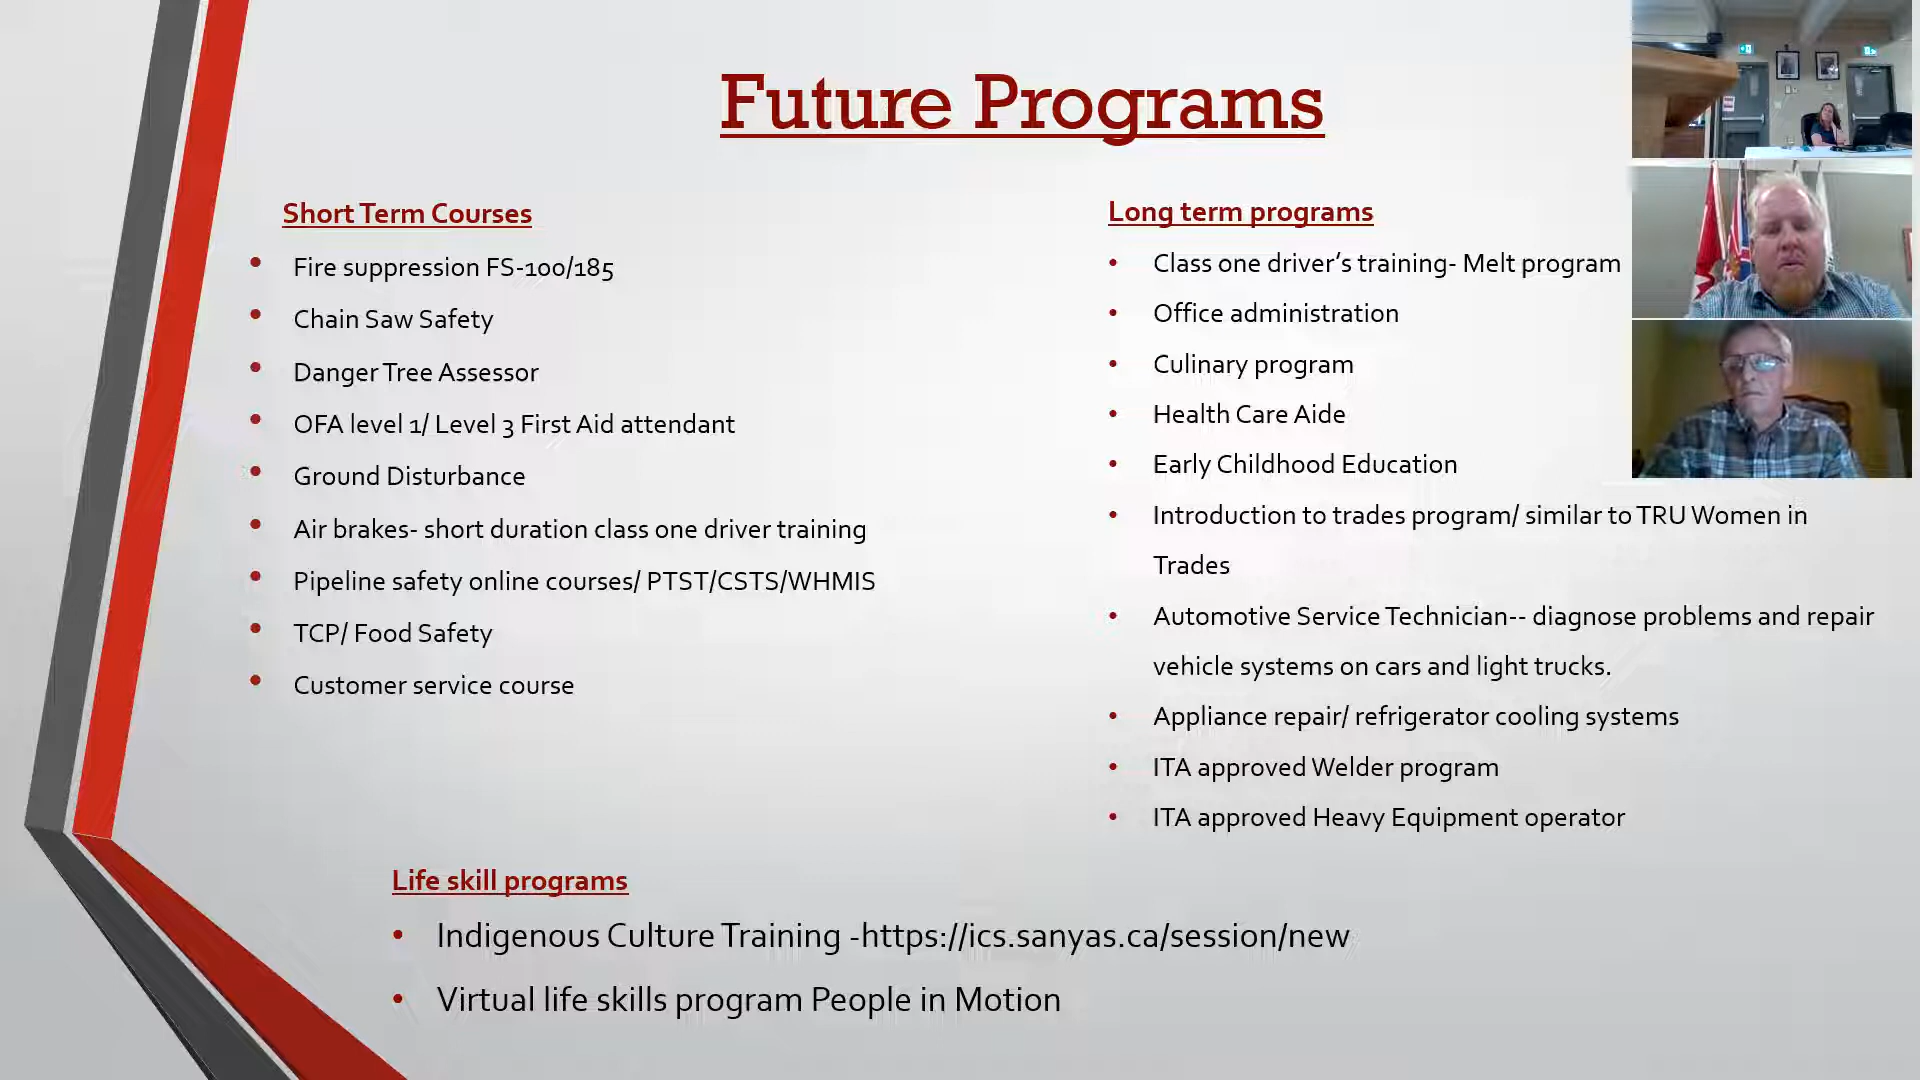 Future Programs
Short Term Courses
Fire suppression FS-100/185
Chain Saw Safety
Danger Tree Assessor
OFA level 1/ Level 3 First Aid attendant
Ground Disturbance
Air brakes- short duration class one driver training
Pipeline safety online courses/ PTST/CSTS/WHMIS
TCP/ Food Safety
Customer service course
Long term programs
Class one driver’s training- Melt program
Office administration
Culinary program
Health Care Aide
Early Childhood Education
Introduction to trades program/ similar to TRU Women in
Trades
Automotive Service Technician-- diagnose problems and repair
vehicle systems on cars and light trucks.
Appliance repair/ refrigerator cooling systems
ITA approved Welder program
ITA approved Heavy Equipment operator
Life skill programs
Indigenous Culture Training -https://ics.sanyas.ca/session/new
Virtual life skills program People in Motion